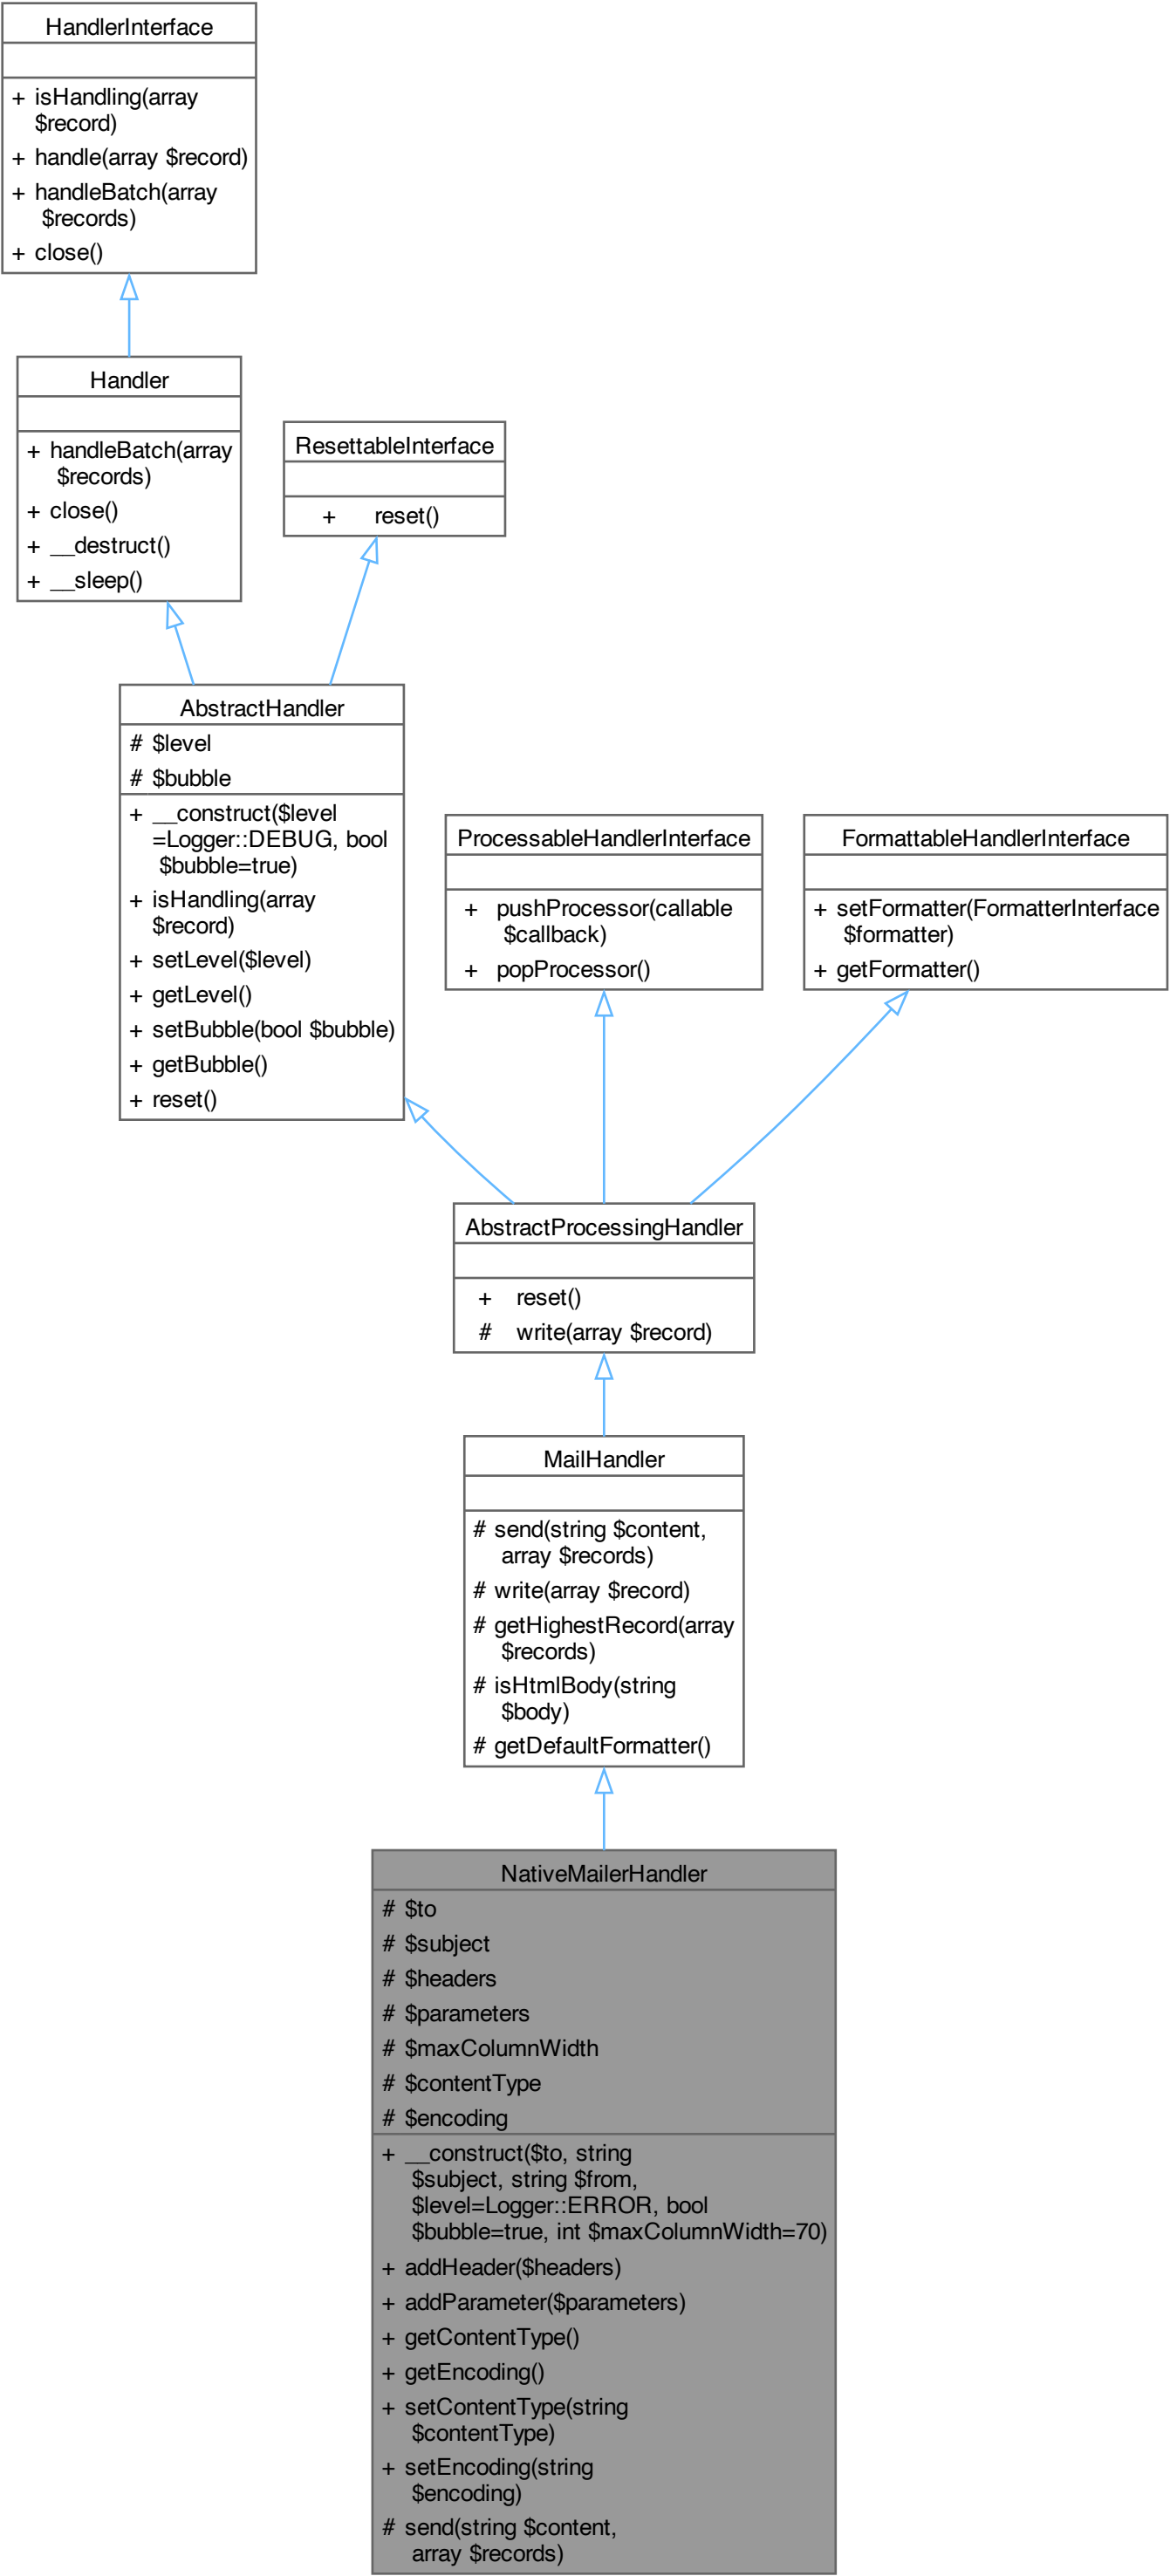 HandlerInterface
+ isHandling(array
$record)
+ handle(array $record)
+ handleBatch(array
$records)
+ close()
Handler
+ handleBatch(array
$records)
+ close()
+ __destruct()
+ __sleep()
ResettableInterface
+ reset()
AbstractHandler
# $level
# $bubble
+ __construct($level
=Logger::DEBUG, bool
$bubble=true)
+ isHandling(array
$record)
+ setLevel($level)
+ getLevel()
+ setBubble(bool $bubble)
+ getBubble()
+ reset()
ProcessableHandlerInterface
+ pushProcessor(callable
$callback)
+ popProcessor()
FormattableHandlerInterface
+ setFormatter(FormatterInterface
$formatter)
+ getFormatter()
AbstractProcessingHandler
+ reset()
# write(array $record)
MailHandler
# send(string $content,
array $records)
# write(array $record)
# getHighestRecord(array
$records)
# isHtmlBody(string
$body)
# getDefaultFormatter()
NativeMailerHandler
# $to
# $subject
# $headers
# $parameters
# $maxColumnWidth
# $contentType
# $encoding
+ __construct($to, string
$subject, string $from,
$level=Logger::ERROR, bool
$bubble=true, int $maxColumnWidth=70)
+ addHeader($headers)
+ addParameter($parameters)
+ getContentType()
+ getEncoding()
+ setContentType(string
$contentType)
+ setEncoding(string
$encoding)
# send(string $content,
array $records)